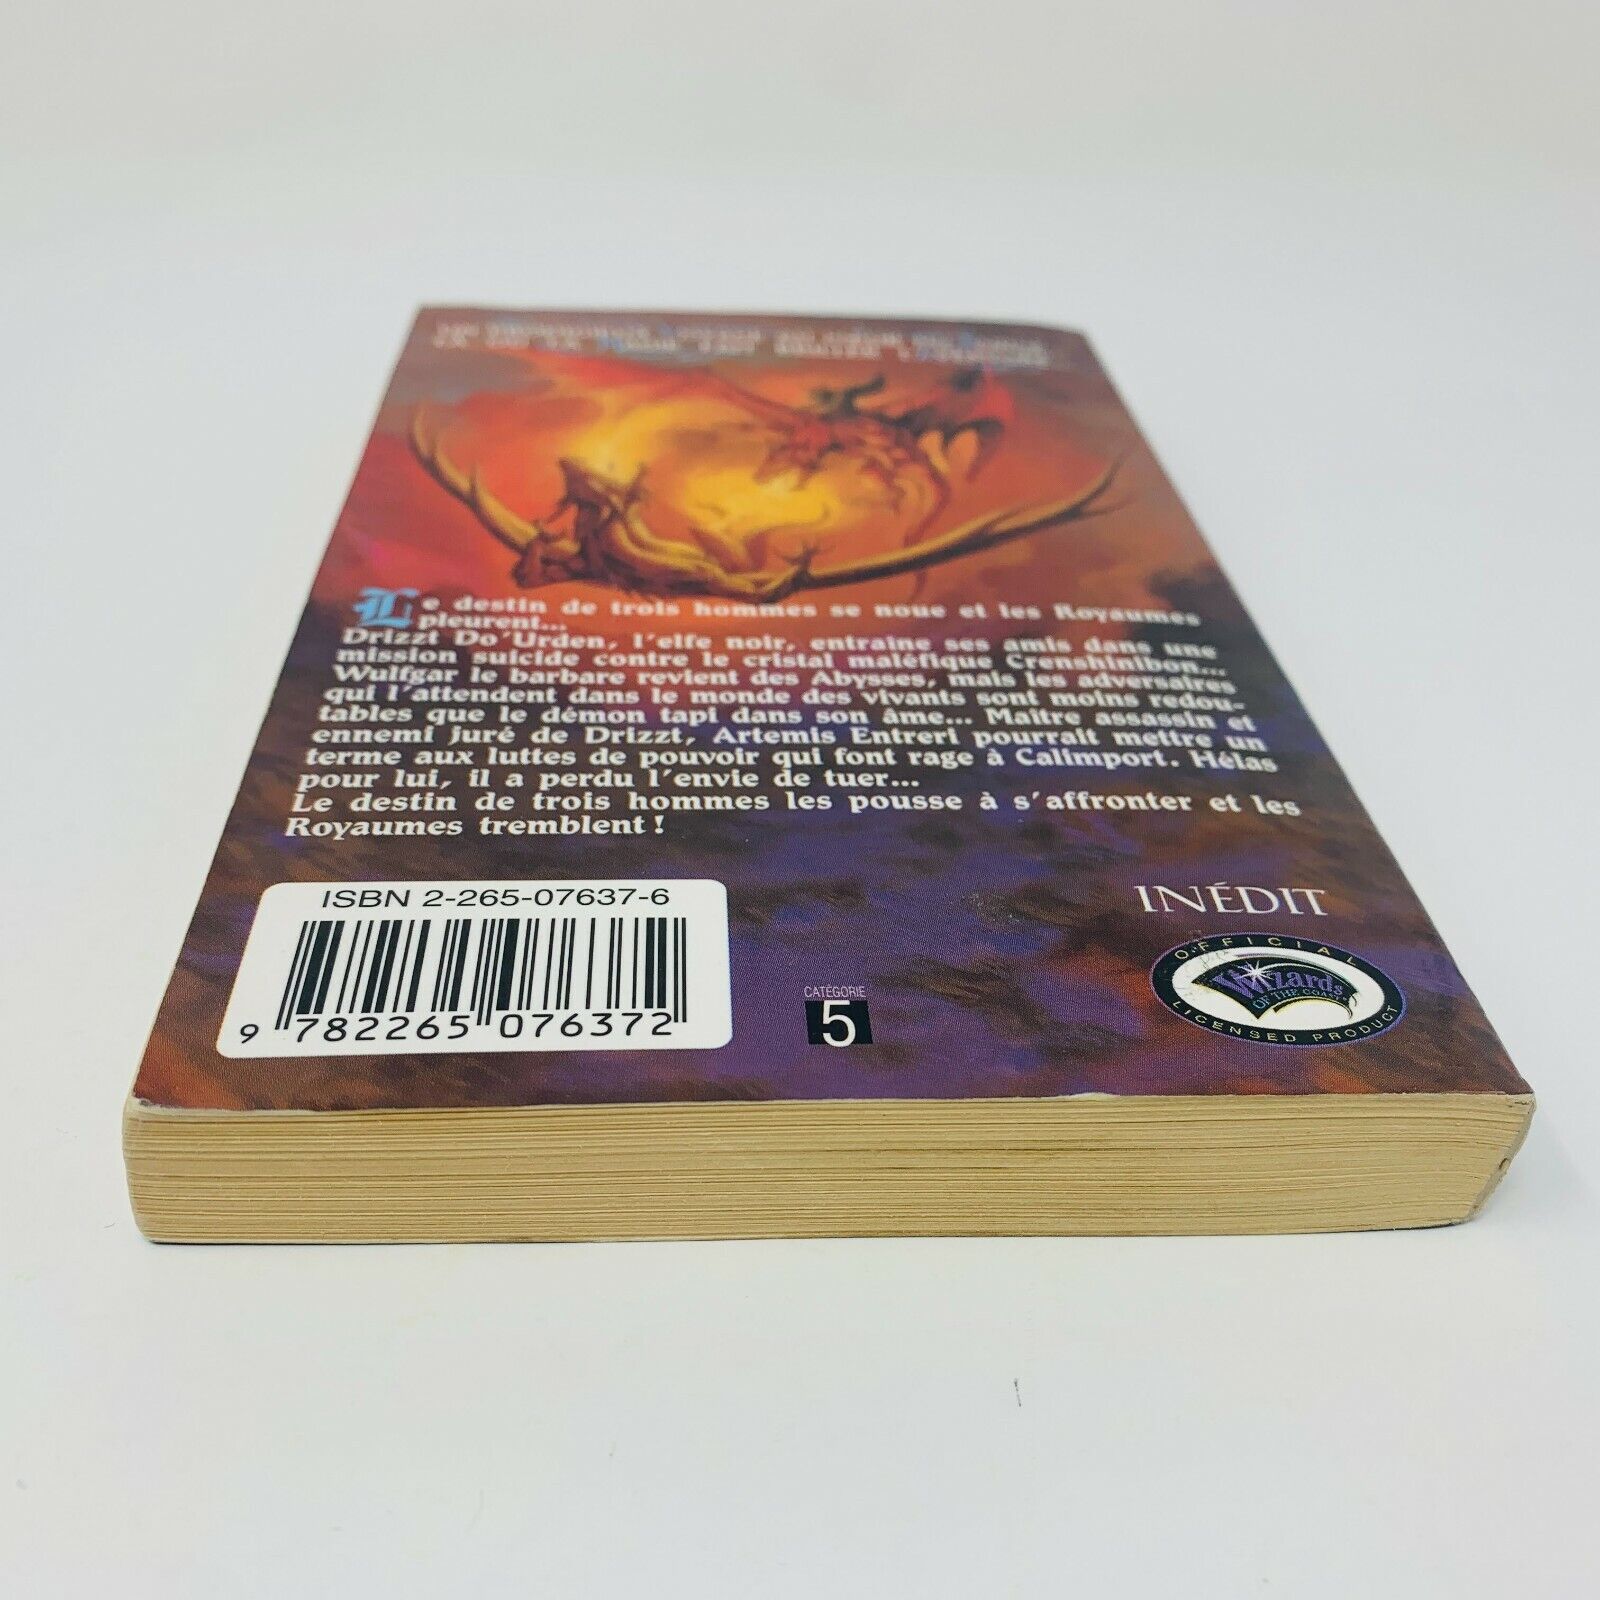 Le destin de trois hommes se noue et les Royaumes
pleurent...
Drizzt Do'Urden, l'elfe noir, entraine ses amis dans une
mission suicide contre le cristal maléfique Crenshinibon...
Wulfgar le barbare revient des Abysses, mais les adversaires
qui l'attendent dans le monde des vivants sont moins redou-
tables que le démon tapi dans son âme... Maître assassin et
ennemi juré de Drizzt, Artemis Entreri pourrait mettre un
terme aux luttes de pouvoir qui font rage à Calimport. Hélas
pour lui, il a perdu l'envie de tuer...
Le destin de trois hommes les pousse à s'affronter et les
Royaumes tremblent !
ISBN 2-265-07637-6
9 782265 076372
CATÉGORIE
5
INÉDIT
OFFICIAL
Wizards
OF THE COAST
LICENSED PRODUCT